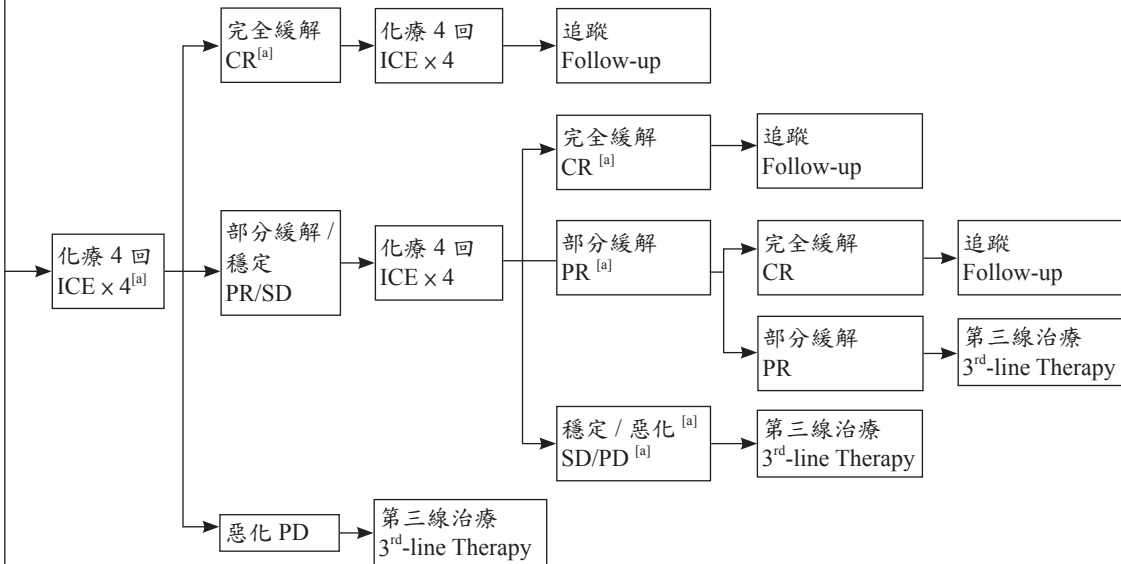 完全緩解
CR[a]
化療 4 回
ICE × 4
追蹤
Follow-up
完全緩解
CR [a]
追蹤
Follow-up
化療 4 回
ICE × 4[a]
部分緩解 /
穩定
PR/SD
化療 4 回
ICE × 4
部分緩解
PR [a]
完全緩解
CR
追蹤
Follow-up
部分緩解
PR
第三線治療
3rd-line Therapy
穩定 / 惡化 [a]
SD/PD [a]
第三線治療
3rd-line Therapy
惡化 PD
第三線治療
3rd-line Therapy